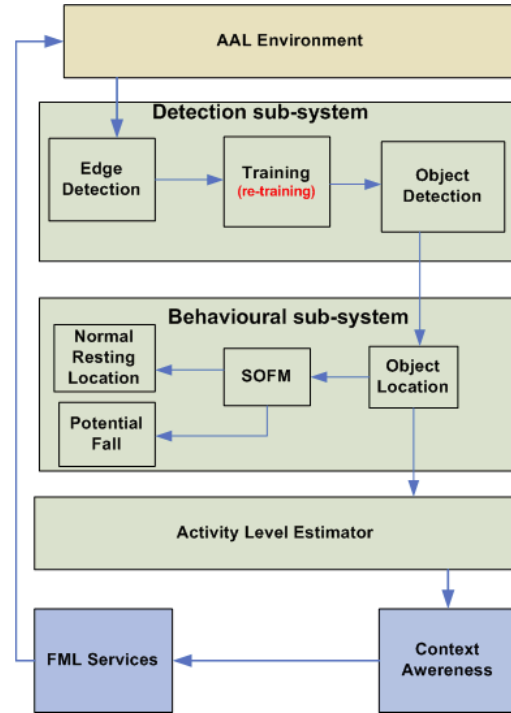 AAL Environment
Detection sub-system
Edge
Detection
Training
(re-training)
Object
Detection
Behavioural sub-system
Normal
Resting
Location
SOFM
Object
Location
Potential
Fall
Activity Level Estimator
FML Services
Context
Awereness